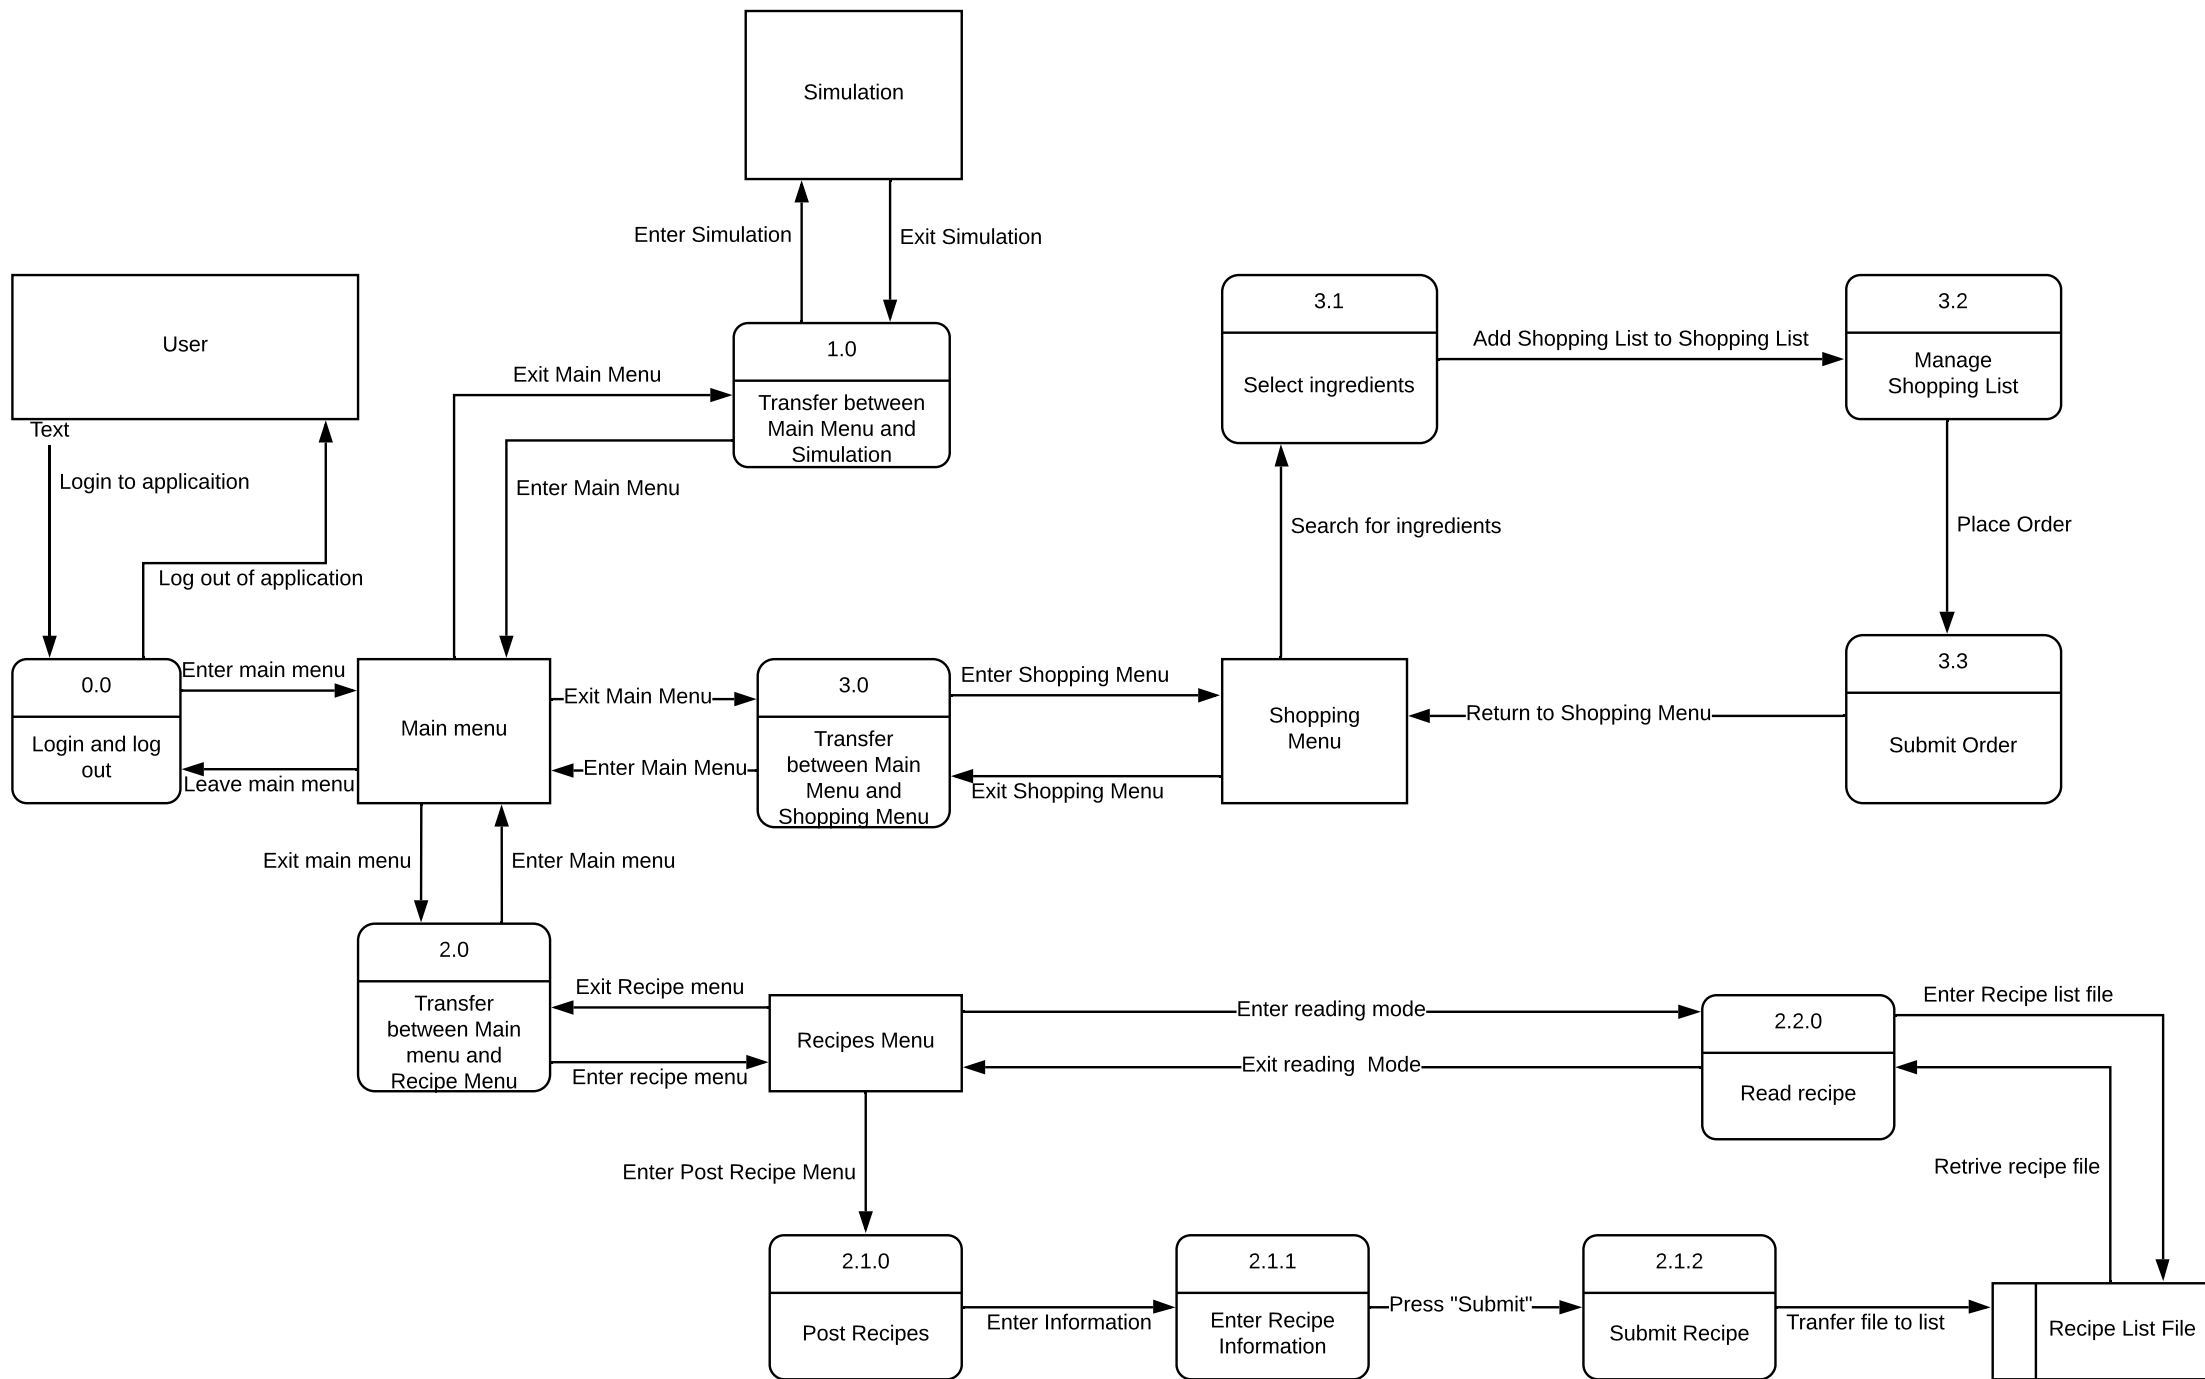 Simulation
Enter Simulation
Exit Simulation
User
Text
Login to applicaition
Log out of application
1.0
Transfer between
Main Menu and
Simulation
Exit Main Menu
Enter Main Menu
3.1
Select ingredients
Add Shopping List to Shopping List
3.2
Manage
Shopping List
Search for ingredients
Place Order
0.0
Login and log
out
Enter main menu
Leave main menu
Main menu
Exit Main Menu
Enter Main Menu
3.0
Transfer
between Main
Menu and
Shopping Menu
Enter Shopping Menu
Exit Shopping Menu
Shopping
Menu
Return to Shopping Menu
3.3
Submit Order
Exit main menu
Enter Main menu
2.0
Transfer
between Main
menu and
Recipe Menu
Exit Recipe menu
Enter recipe menu
Recipes Menu
Enter reading mode
Exit reading  Mode
2.2.0
Read recipe
Enter Recipe list file
Retrive recipe file
Enter Post Recipe Menu
2.1.0
Post Recipes
Enter Information
2.1.1
Enter Recipe
Information
Press "Submit"
2.1.2
Submit Recipe
Tranfer file to list
Recipe List File